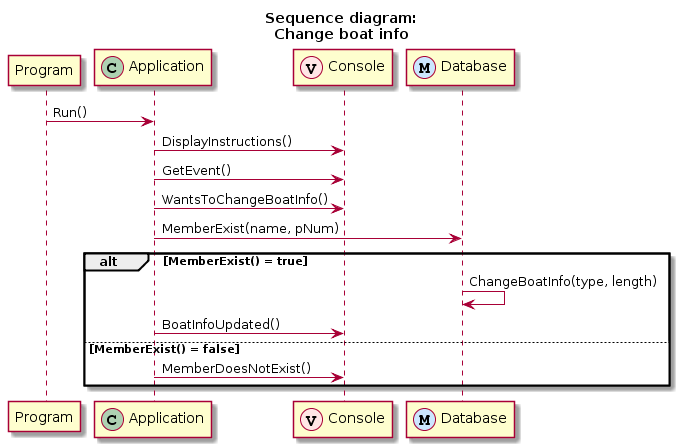 Sequence diagram:
Change boat info
Program
C Application
V Console
M Database
Run()
DisplayInstructions()
GetEvent()
WantsToChangeBoatInfo()
MemberExist(name, pNum)
alt [MemberExist() = true]
ChangeBoatInfo(type, length)
BoatInfoUpdated()
[MemberExist() = false]
MemberDoesNotExist()
Program
C Application
V Console
M Database